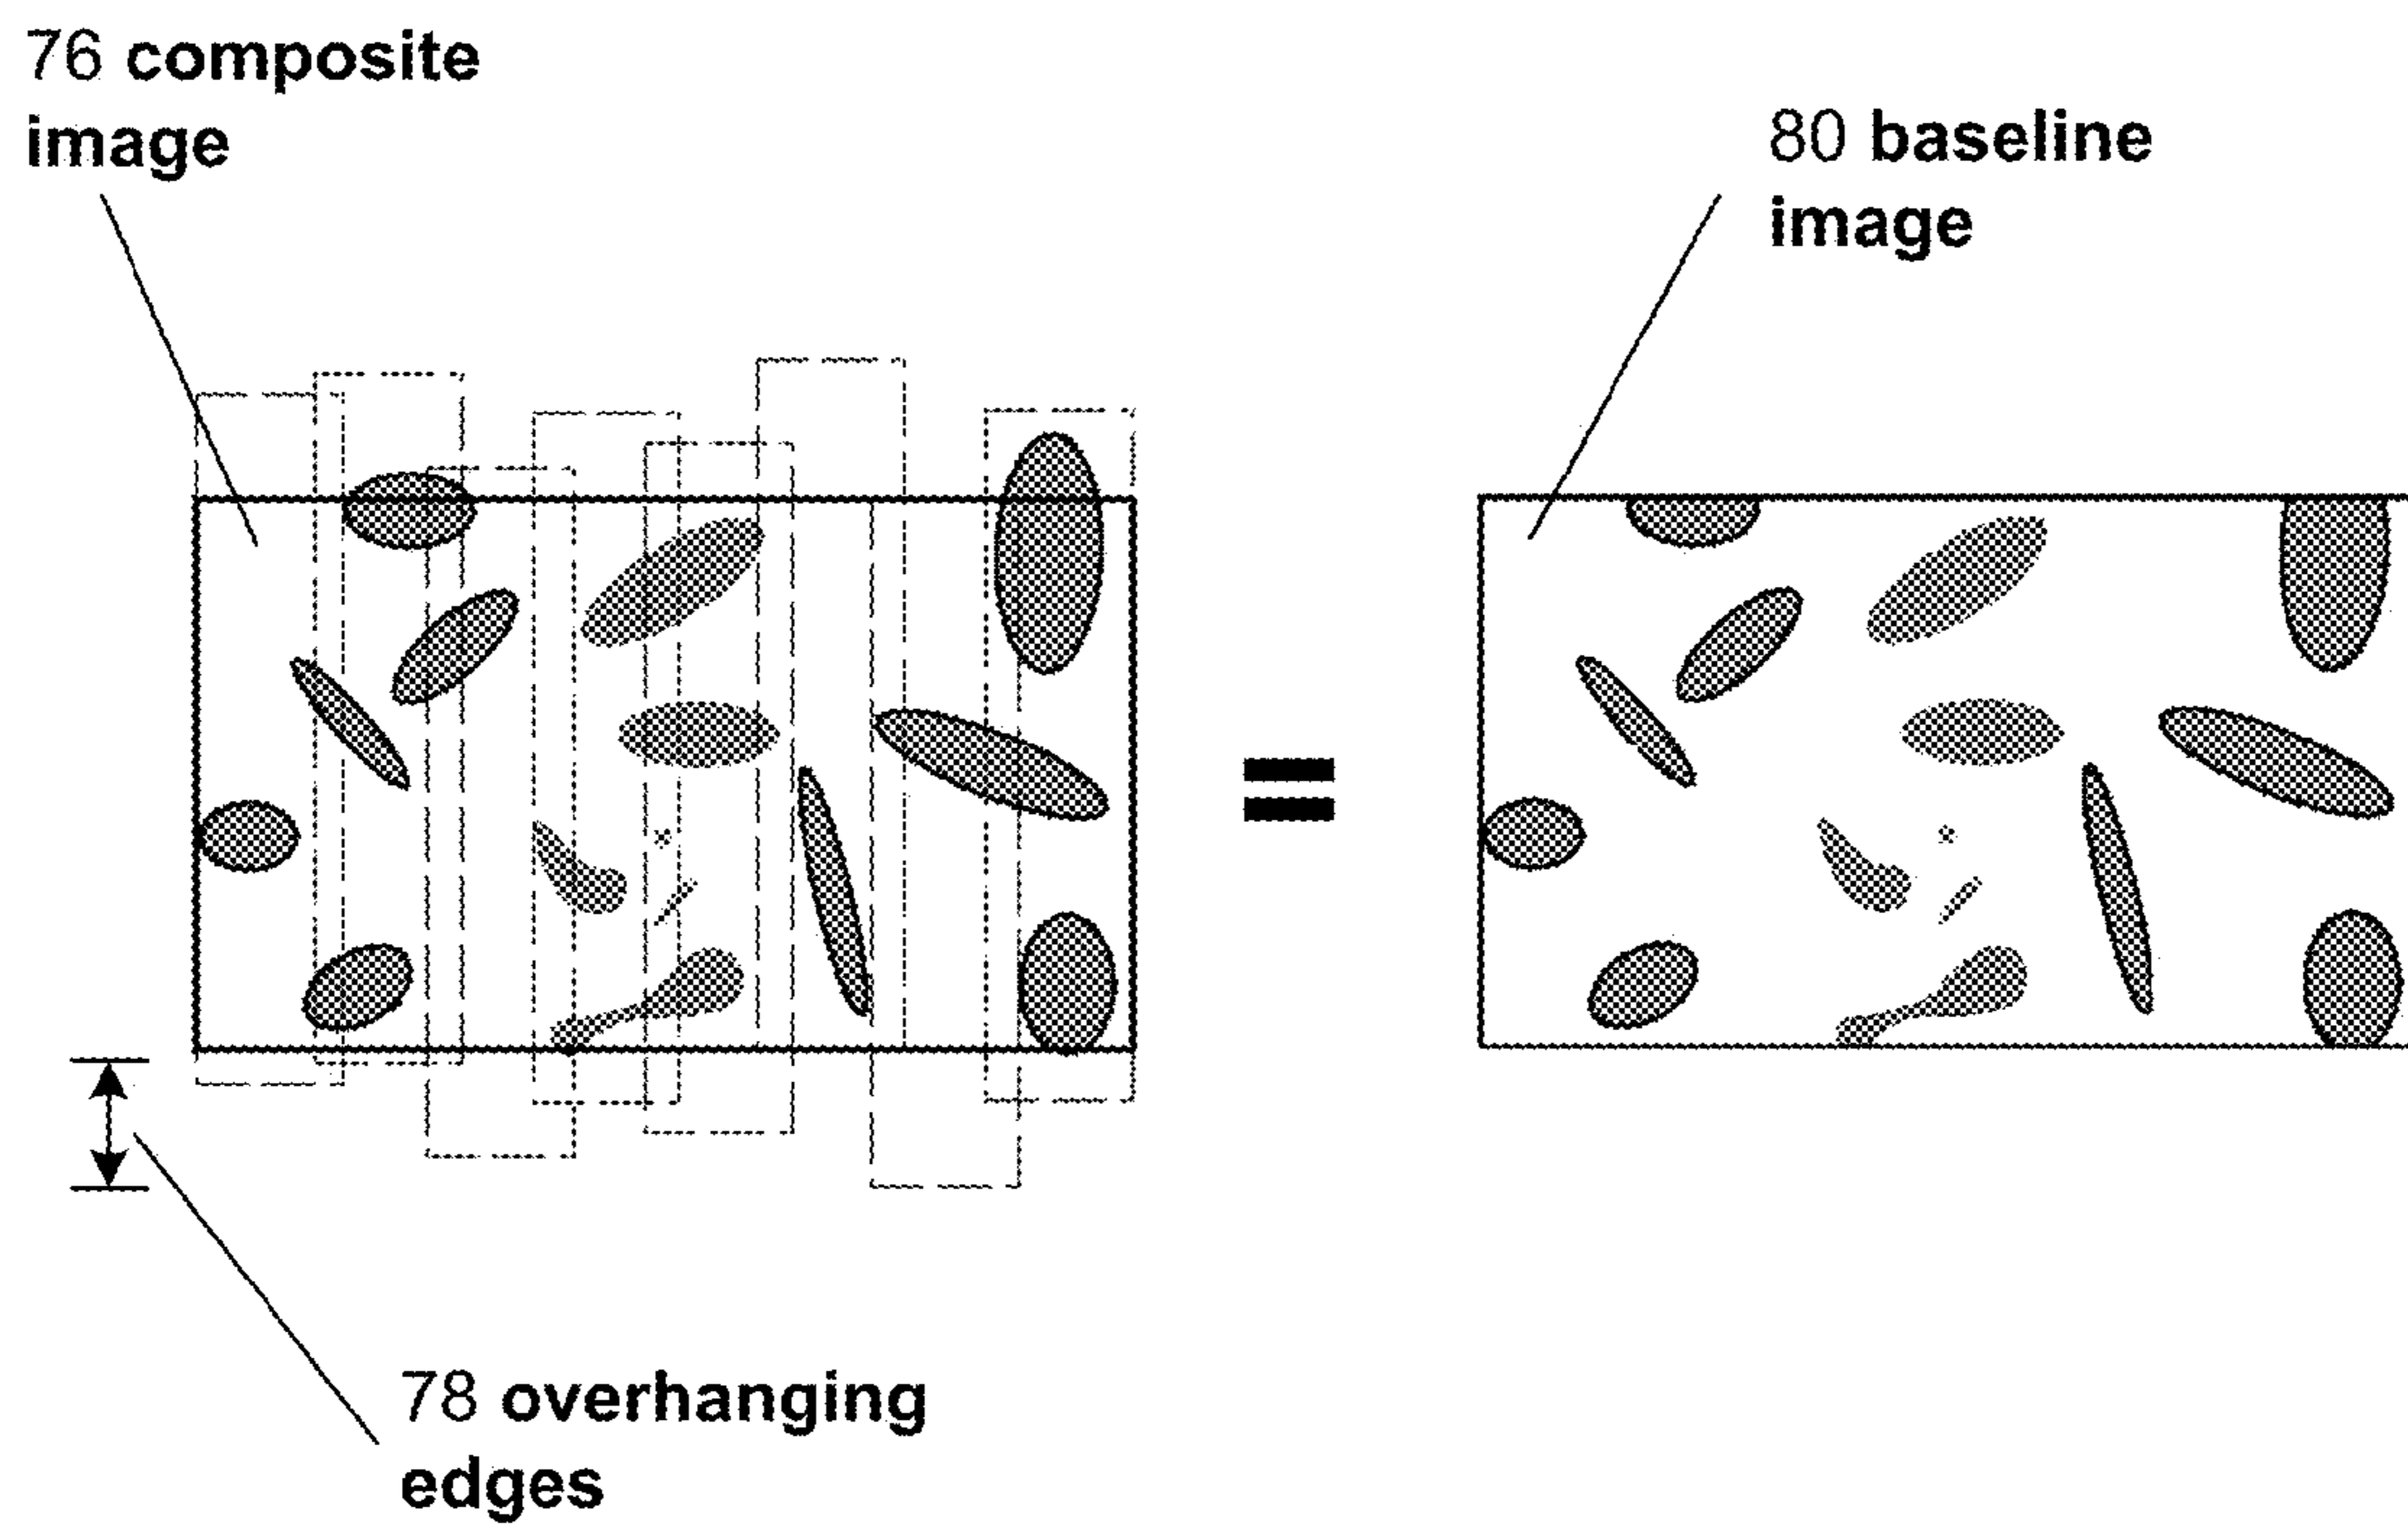 76 composite
image
80 baseline
image
78 overhanging
edges